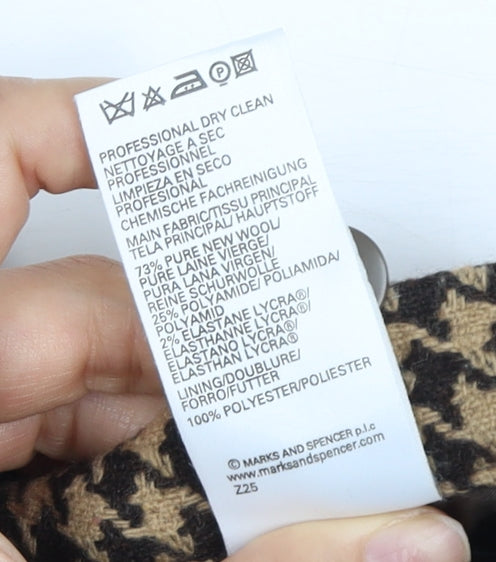 PROFESSIONAL DRY CLEAN
NETTOYAGE A SEC
PROFESSIONNEL
LIMPIEZA EN SECO
PROFESIONAL
CHEMISCHE FACHREINIGUNG
MAIN FABRIC/TISSU PRINCIPAL
TELA PRINCIPAL/ HAUPTSTOFF
73% PURE NEW WOOL/
PURE LAINE VIERGE/
PURA LANA VIRGEN/
REINE SCHURWOLLE
25% POLYAMIDE/ POLIAMIDA/
POLYAMID
2% ELASTANE LYCRA®/
ELASTHANNE LYCRA®/
ELASTANO LYCRA®/
ELASTHAN LYCRA®
LINING/DOUBLURE/
FORRO/FUTTER
100% POLYESTER/POLIESTER
© MARKS AND SPENCER p.l.c
www.marksandspencer.com
Z25